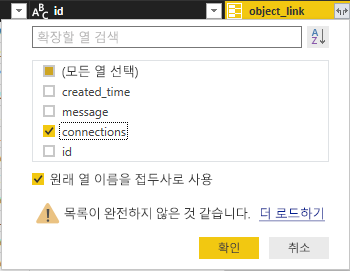 ABC id object_link
확장할 열 검색
AZ
(모든 열 선택)
created_time
message
connections
id
원래 열 이름을 접두사로 사용
목록이 완전하지 않은 것 같습니다. 더 로드하기
확인 취소